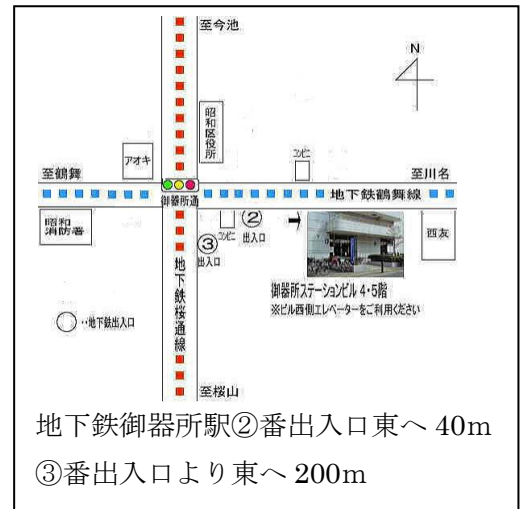 至今池
N
昭和区役所
アオキ
コンビニ
至鶴舞
至川名
地下鉄鶴舞線
御器所通
昭和
消防署
コンビニ
②
出入口
③
出入口
→
西友
地下鉄桜通線
御器所ステーションビル 4・5階
※ビル西側エレベーターをご利用ください
○・・地下鉄出入口
至桜山
地下鉄御器所駅②番出入口東へ 40m
③番出入口より東へ 200m